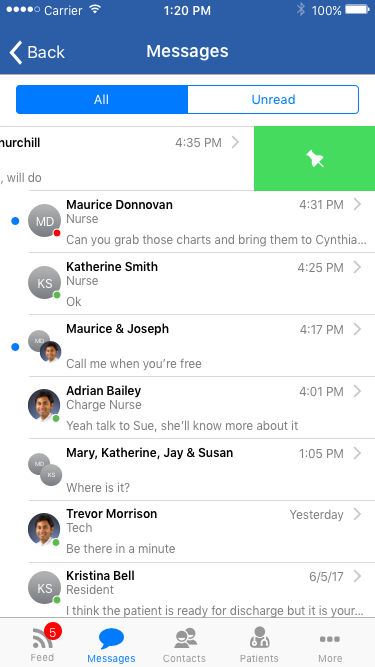 Carrier 1:20 PM 100%
Back Messages
All Unread
hurchill 4:35 PM
, will do
MD Maurice Donnovan 4:31 PM
Nurse
Can you grab those charts and bring them to Cynthia...
KS Katherine Smith 4:25 PM
Nurse
Ok
MD Maurice & Joseph 4:17 PM
Call me when you're free
Adrian Bailey 4:01 PM
Charge Nurse
Yeah talk to Sue, she'll know more about it
MD KS Mary, Katherine, Jay & Susan 1:05 PM
Where is it?
Trevor Morrison Yesterday
Tech
Be there in a minute
KS Kristina Bell 6/5/17
Resident
I think the patient is ready for discharge but it is your...
5
Feed Messages Contacts Patients More